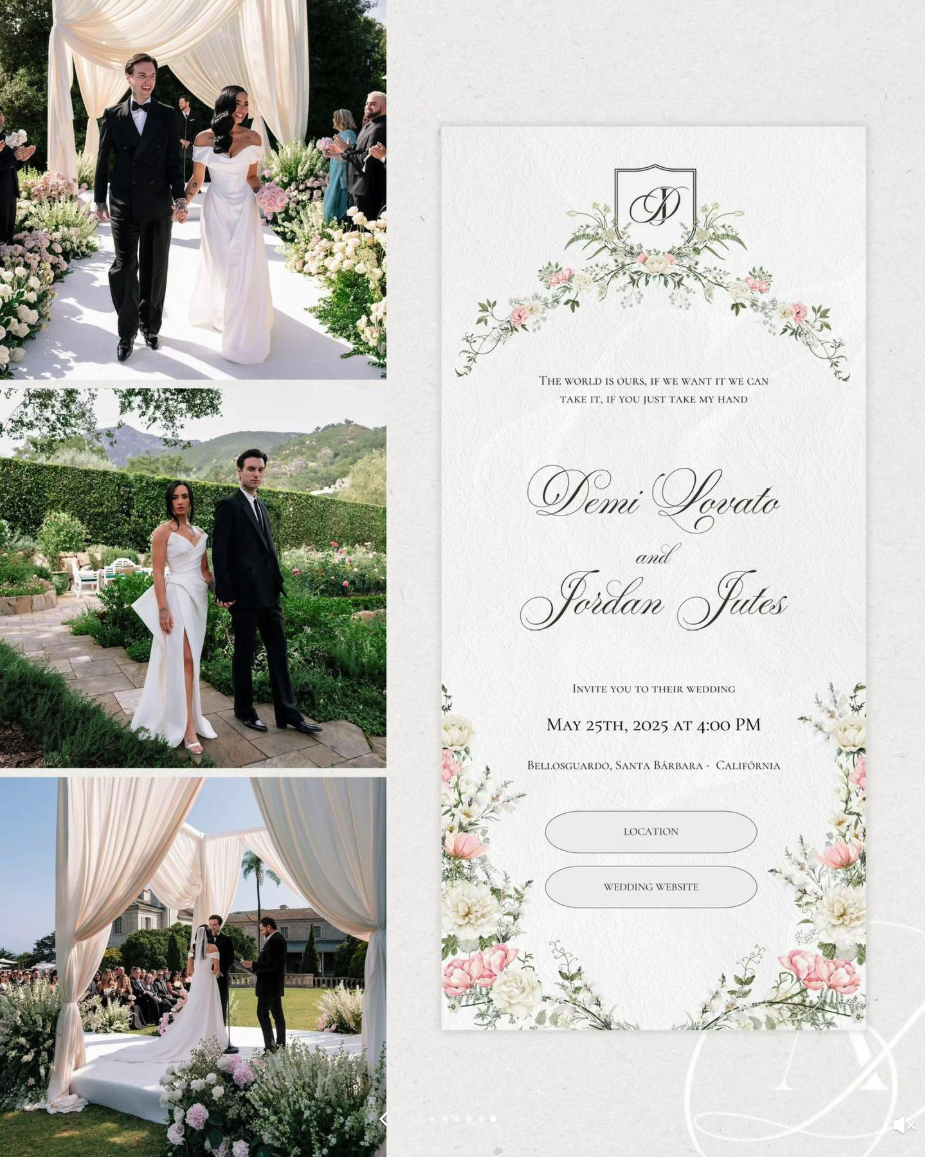 D
The world is ours, if we want it we can
take it, if you just take my hand
Demi Lovato
and
Jordan Jutes
Invite you to their wedding
May 25th, 2025 at 4:00 PM
Bellosguardo, Santa Bárbara - Califórnia
LOCATION
WEDDING WEBSITE